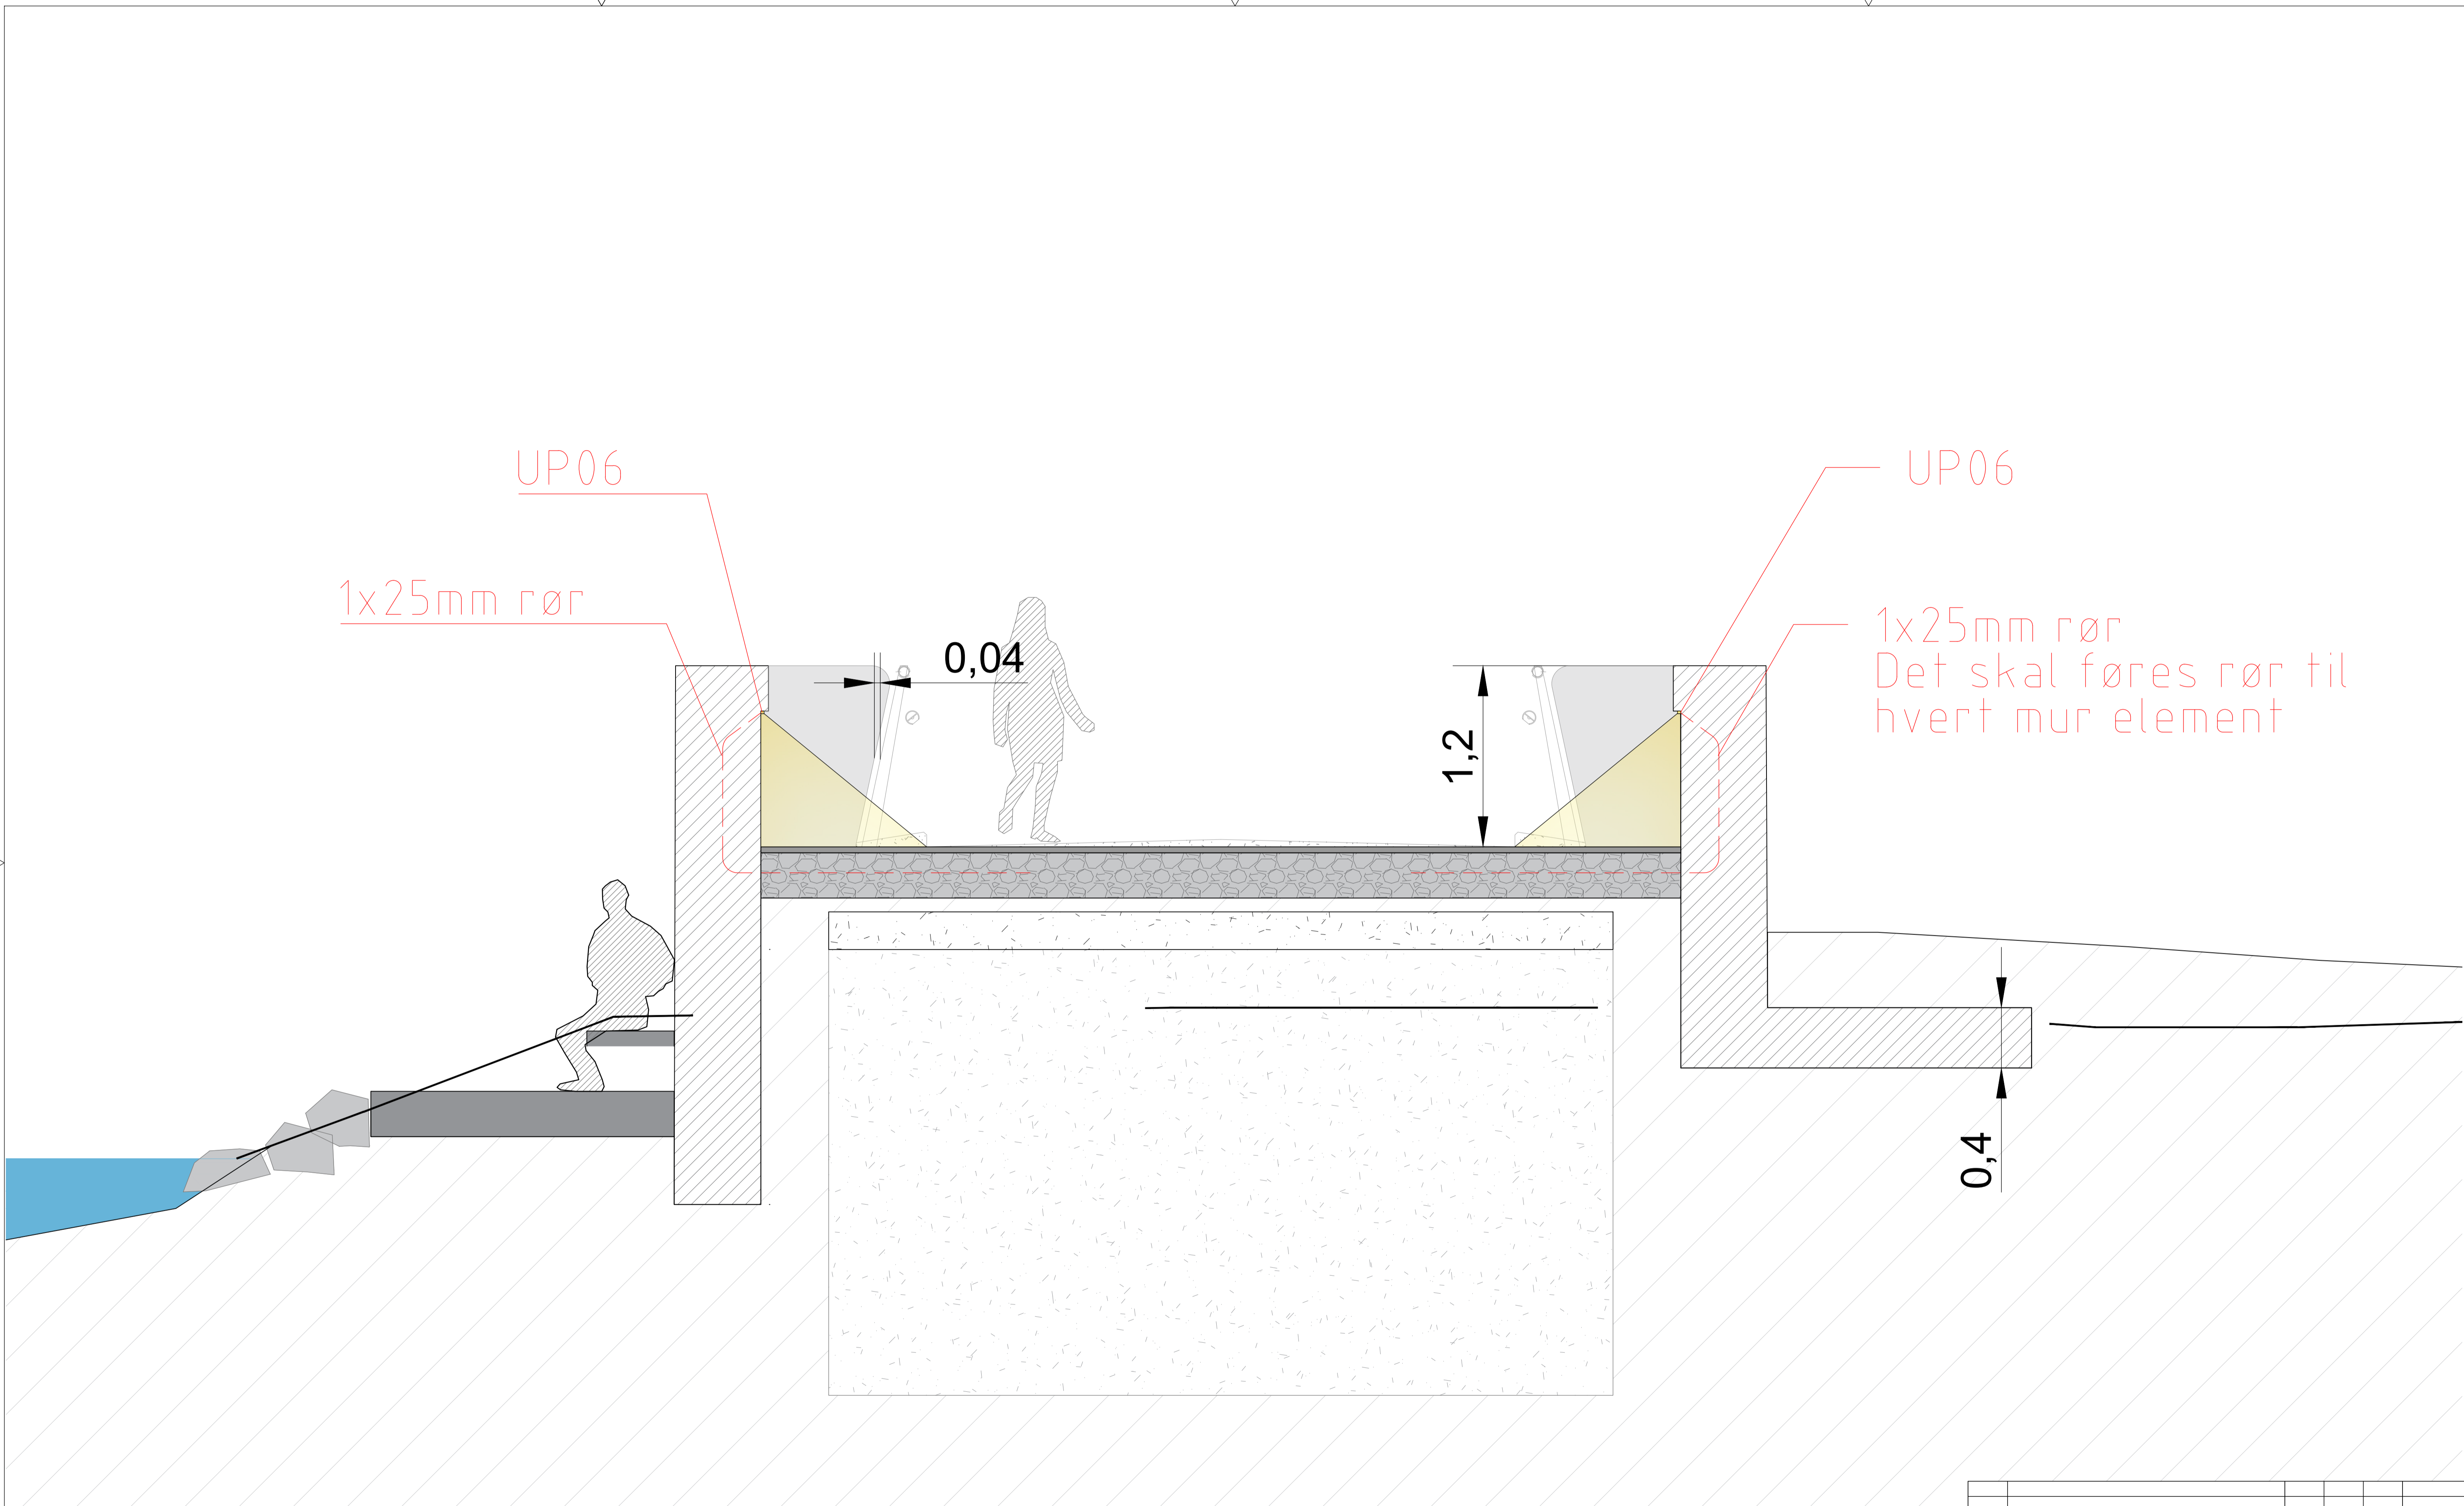 UP06
UP06
1x25mm rør
1x25mm rør
Det skal føres rør til
hvert mur element
0,04
1,2
0,4